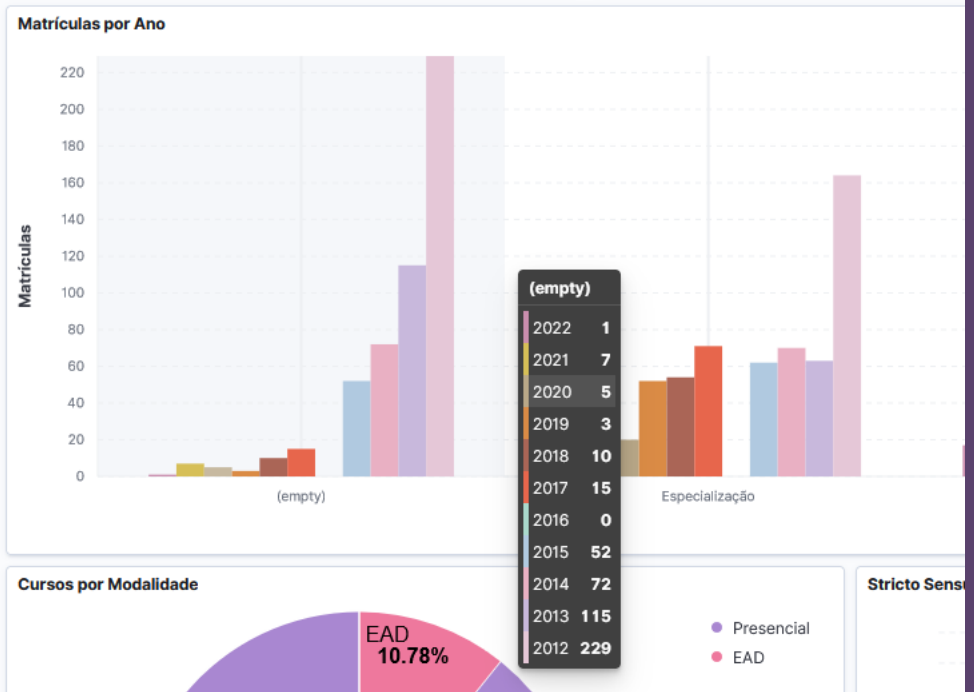 Matrículas por Ano
Matrículas
220
200
180
160
140
120
100
80
60
40
20
0
(empty)
Especialização
(empty)
2022 1
2021 7
2020 5
2019 3
2018 10
2017 15
2016 0
2015 52
2014 72
2013 115
2012 229
Cursos por Modalidade
EAD
10.78%
Presencial
EAD
Stricto Sensu